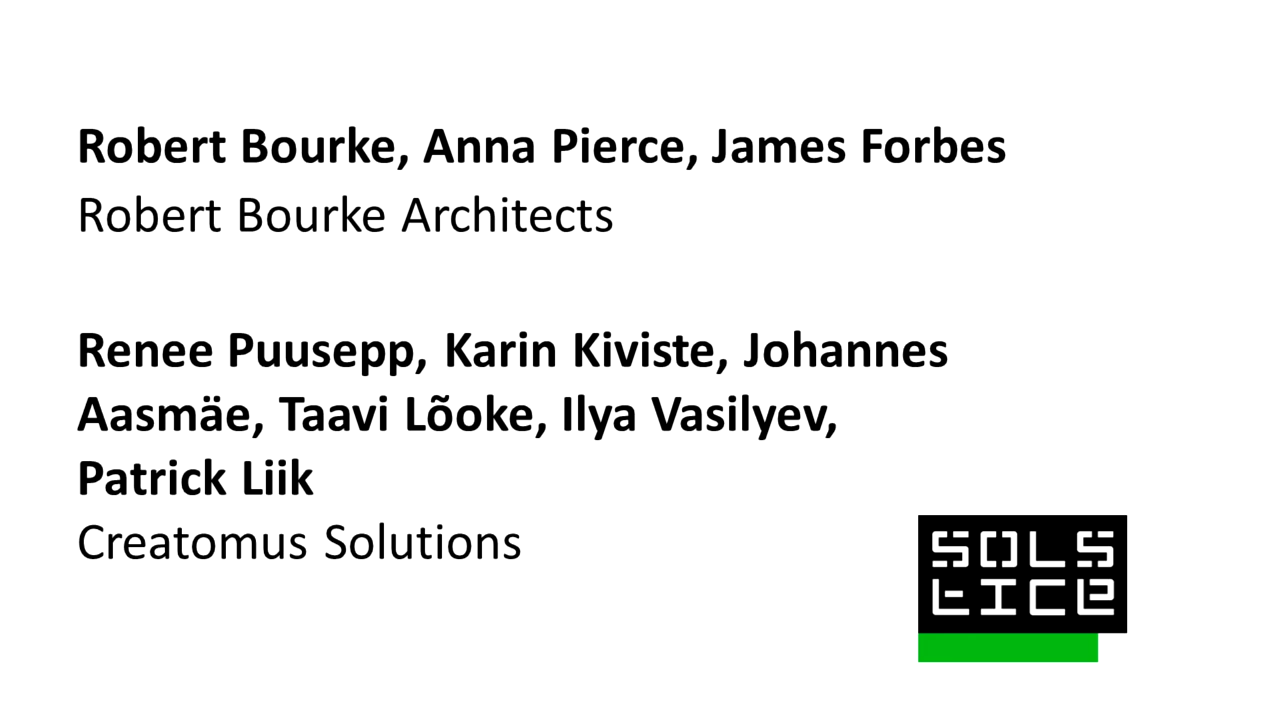 Robert Bourke, Anna Pierce, James Forbes
Robert Bourke Architects
Renee Puusepp, Karin Kiviste, Johannes
Aasmäe, Taavi Lõoke, Ilya Vasilyev,
Patrick Liik
Creatomus Solutions
SOLS
TICE